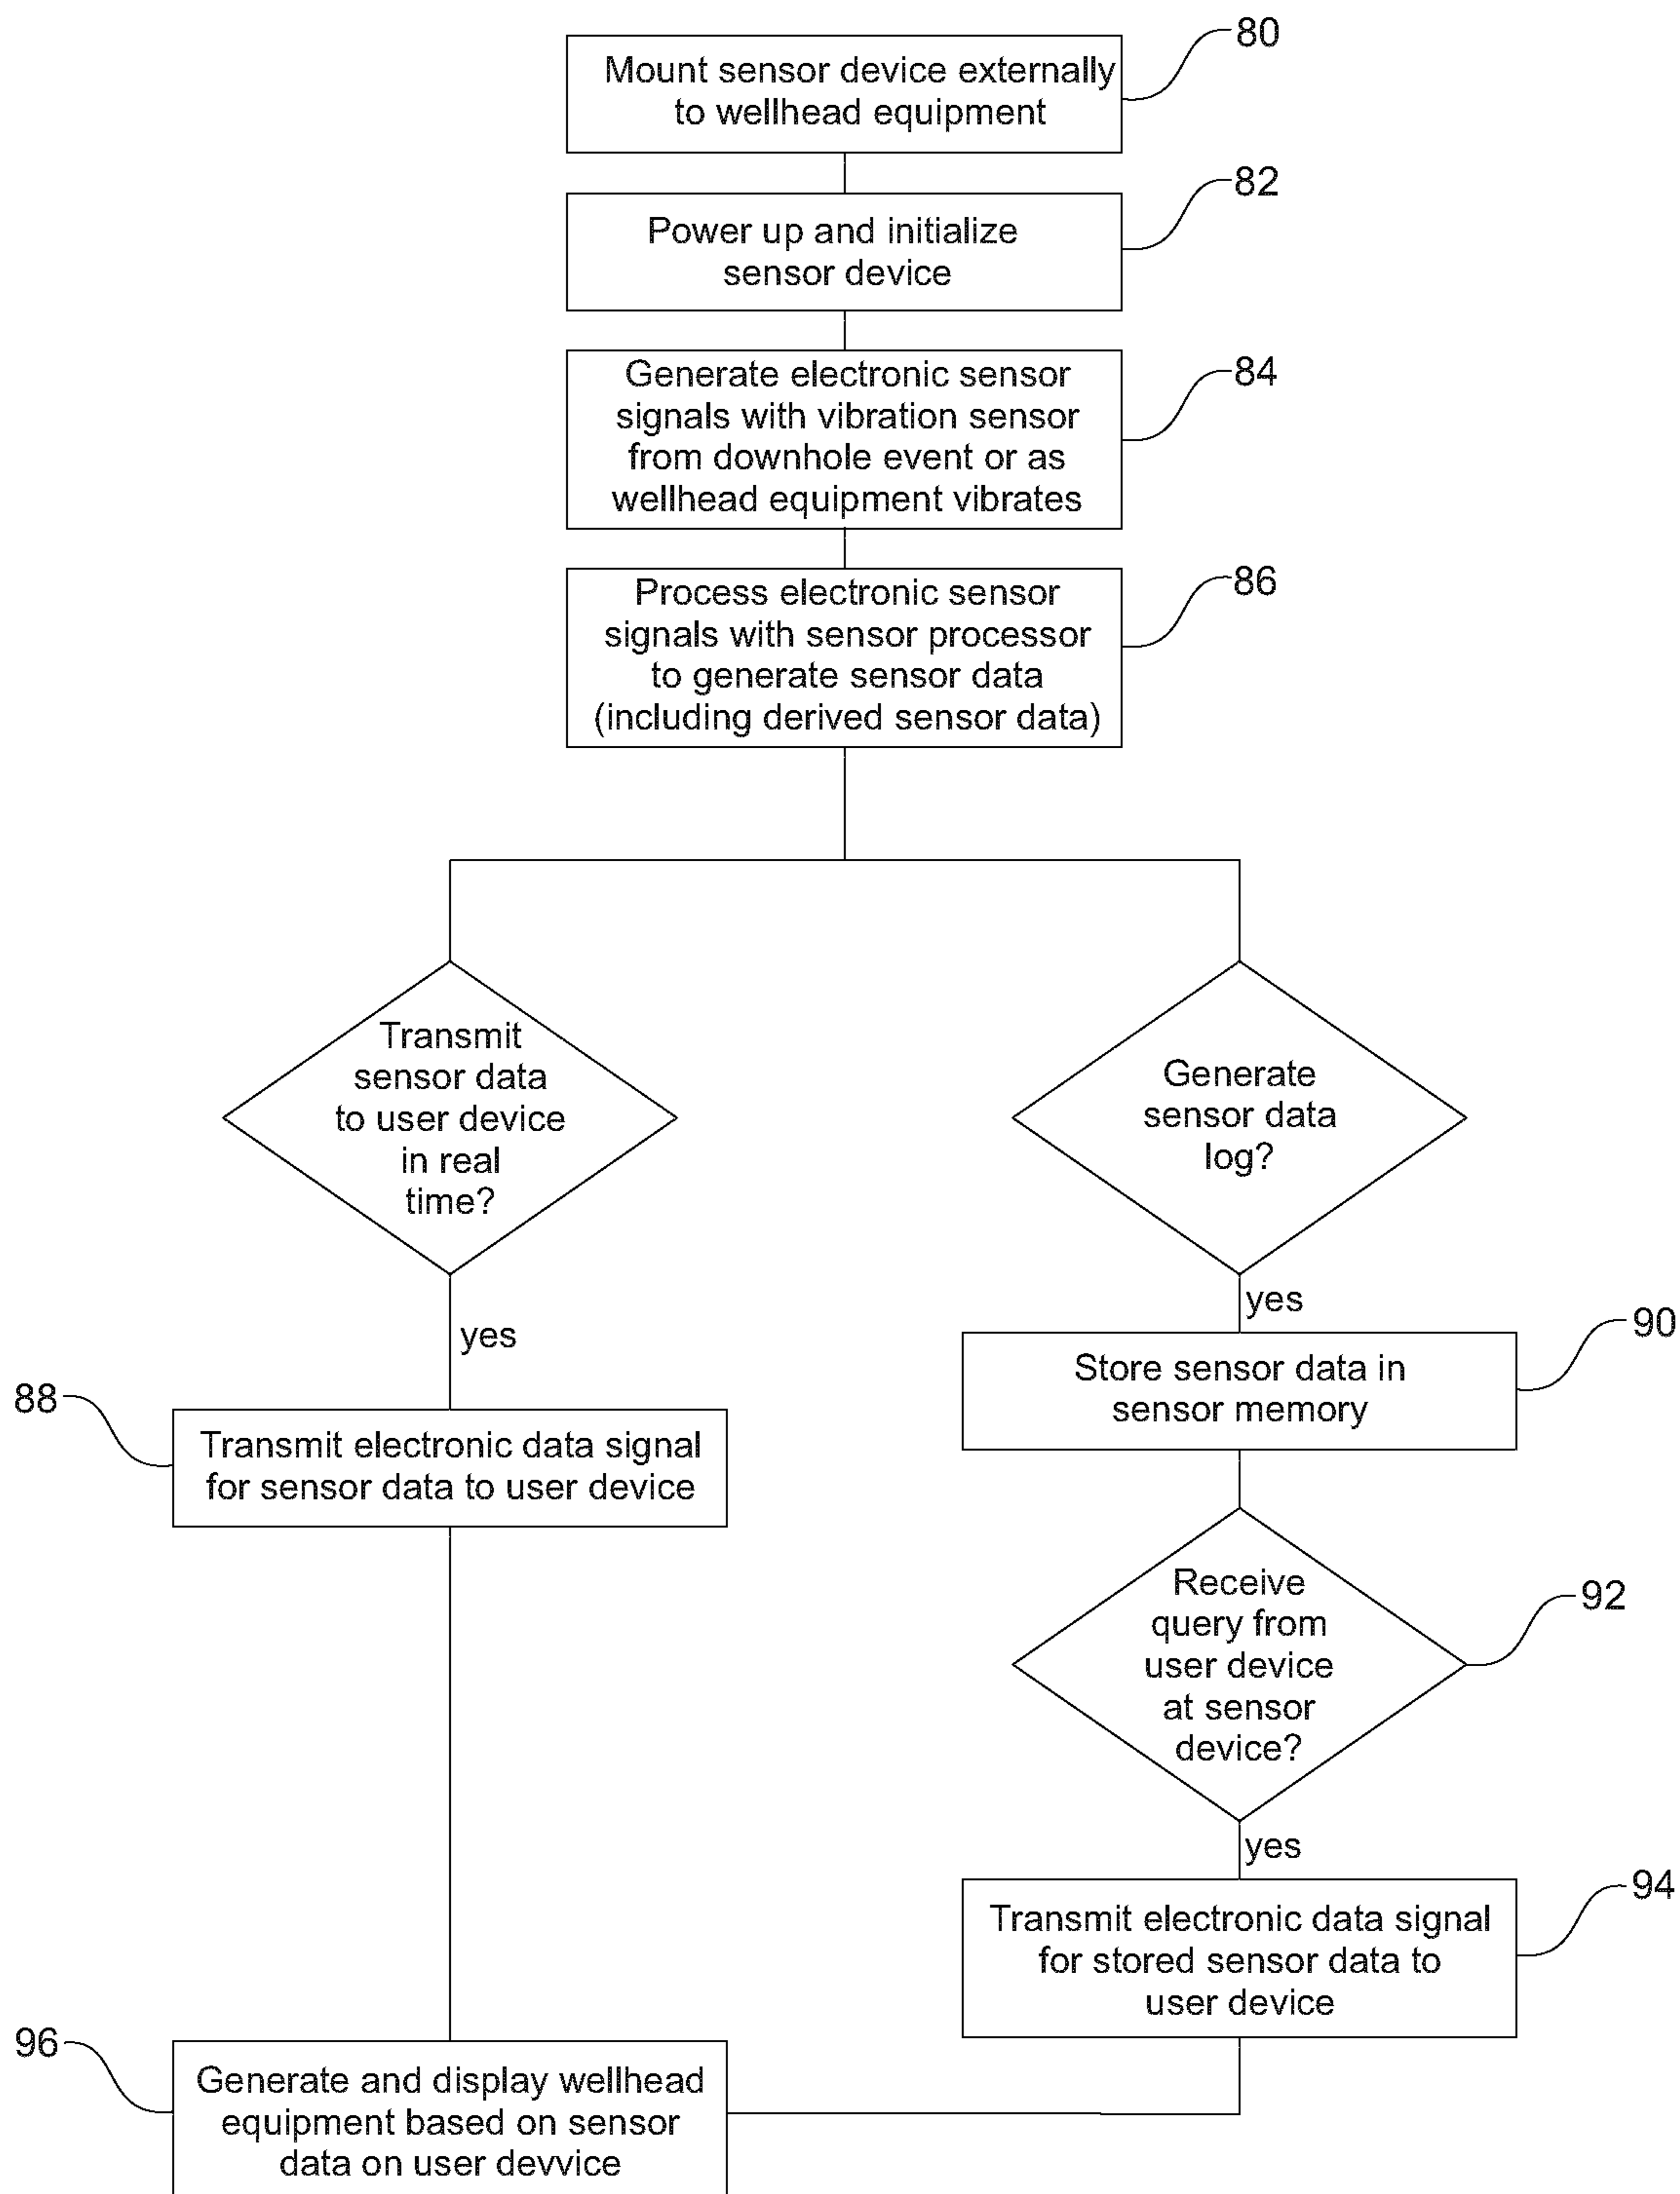 80
Mount sensor device externally
to wellhead equipment
82
Power up and initialize
sensor device
84
Generate electronic sensor
signals with vibration sensor
from downhole event or as
wellhead equipment vibrates
86
Process electronic sensor
signals with sensor processor
to generate sensor data
(including derived sensor data)
Transmit
sensor data
to user device
in real
time?
yes
88
Transmit electronic data signal
for sensor data to user device
Generate
sensor data
log?
yes
90
Store sensor data in
sensor memory
92
Receive
query from
user device
at sensor
device?
yes
94
Transmit electronic data signal
for stored sensor data to
user device
96
Generate and display wellhead
equipment based on sensor
data on user devvice